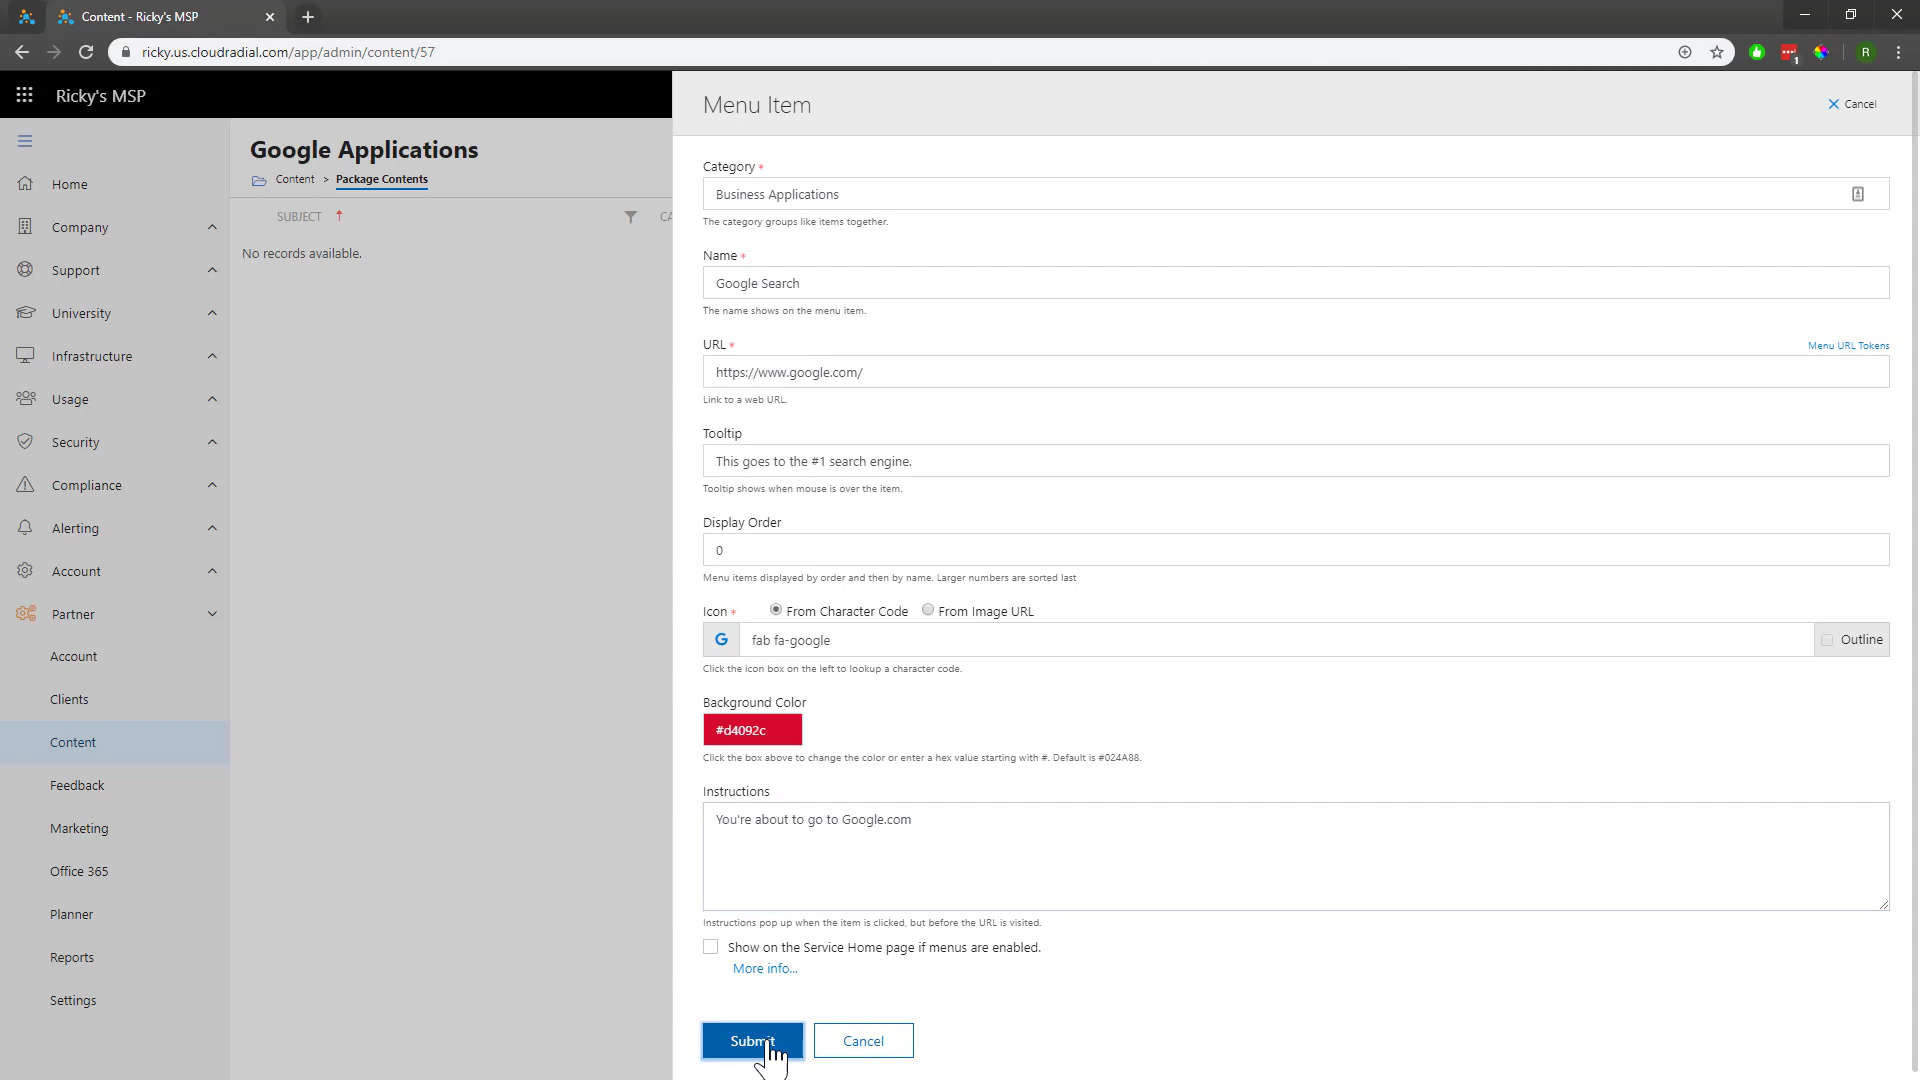 Content - Ricky's MSP
ricky.us.cloudradial.com/app/admin/content/57
1
R
Ricky's MSP
Home
Company
Support
University
Infrastructure
Usage
Security
Compliance
Alerting
Account
Partner
Account
Clients
Content
Feedback
Marketing
Office 365
Planner
Reports
Settings
Google Applications
Content > Package Contents
SUBJECT
CA
No records available.
Menu Item
Cancel
Category *
Business Applications
The category groups like items together.
Name *
Google Search
The name shows on the menu item.
URL *
Menu URL Tokens
https://www.google.com/
Link to a web URL.
Tooltip
This goes to the #1 search engine.
Tooltip shows when mouse is over the item.
Display Order
0
Menu items displayed by order and then by name. Larger numbers are sorted last
Icon * From Character Code From Image URL
G fab fa-google Outline
Click the icon box on the left to lookup a character code.
Background Color
#d4092c
Click the box above to change the color or enter a hex value starting with #. Default is #024A88.
Instructions
You're about to go to Google.com
Instructions pop up when the item is clicked, but before the URL is visited.
Show on the Service Home page if menus are enabled.
More info...
Submit
Cancel